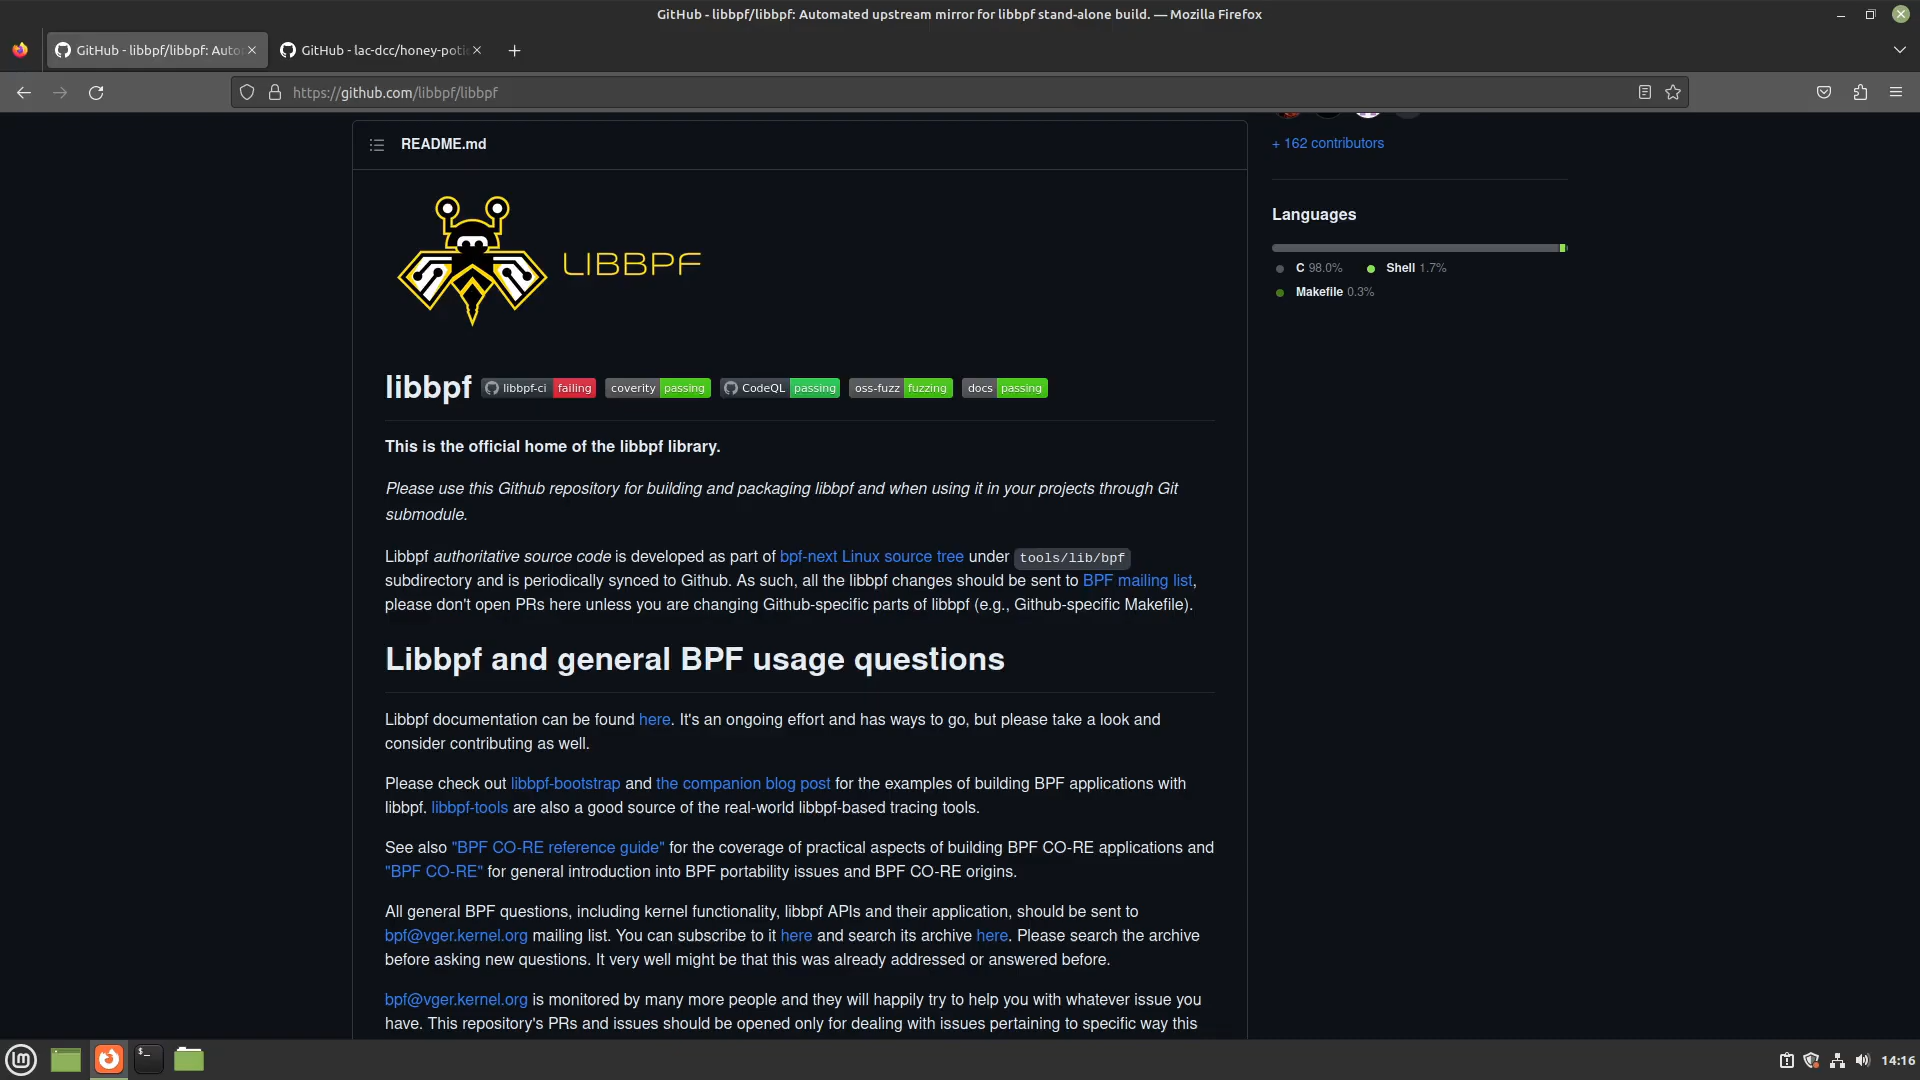 GitHub - libbpf/libbpf: Automated upstream mirror for libbpf stand-alone build. — Mozilla Firefox
GitHub - libbpf/libbpf: Auto
GitHub - lac-dcc/honey-potio
https://github.com/libbpf/libbpf
README.md
+ 162 contributors
Languages
C 98.0% Shell 1.7%
Makefile 0.3%
LIBBPF
libbpf libbpf-ci failing coverity passing CodeQL passing oss-fuzz fuzzing docs passing
This is the official home of the libbpf library.
Please use this Github repository for building and packaging libbpf and when using it in your projects through Git
submodule.
Libbpf authoritative source code is developed as part of bpf-next Linux source tree under tools/lib/bpf
subdirectory and is periodically synced to Github. As such, all the libbpf changes should be sent to BPF mailing list,
please don't open PRs here unless you are changing Github-specific parts of libbpf (e.g., Github-specific Makefile).
Libbpf and general BPF usage questions
Libbpf documentation can be found here. It's an ongoing effort and has ways to go, but please take a look and
consider contributing as well.
Please check out libbpf-bootstrap and the companion blog post for the examples of building BPF applications with
libbpf. libbpf-tools are also a good source of the real-world libbpf-based tracing tools.
See also "BPF CO-RE reference guide" for the coverage of practical aspects of building BPF CO-RE applications and
"BPF CO-RE" for general introduction into BPF portability issues and BPF CO-RE origins.
All general BPF questions, including kernel functionality, libbpf APIs and their application, should be sent to
bpf@vger.kernel.org mailing list. You can subscribe to it here and search its archive here. Please search the archive
before asking new questions. It very well might be that this was already addressed or answered before.
bpf@vger.kernel.org is monitored by many more people and they will happily try to help you with whatever issue you
have. This repository's PRs and issues should be opened only for dealing with issues pertaining to specific way this
14:16